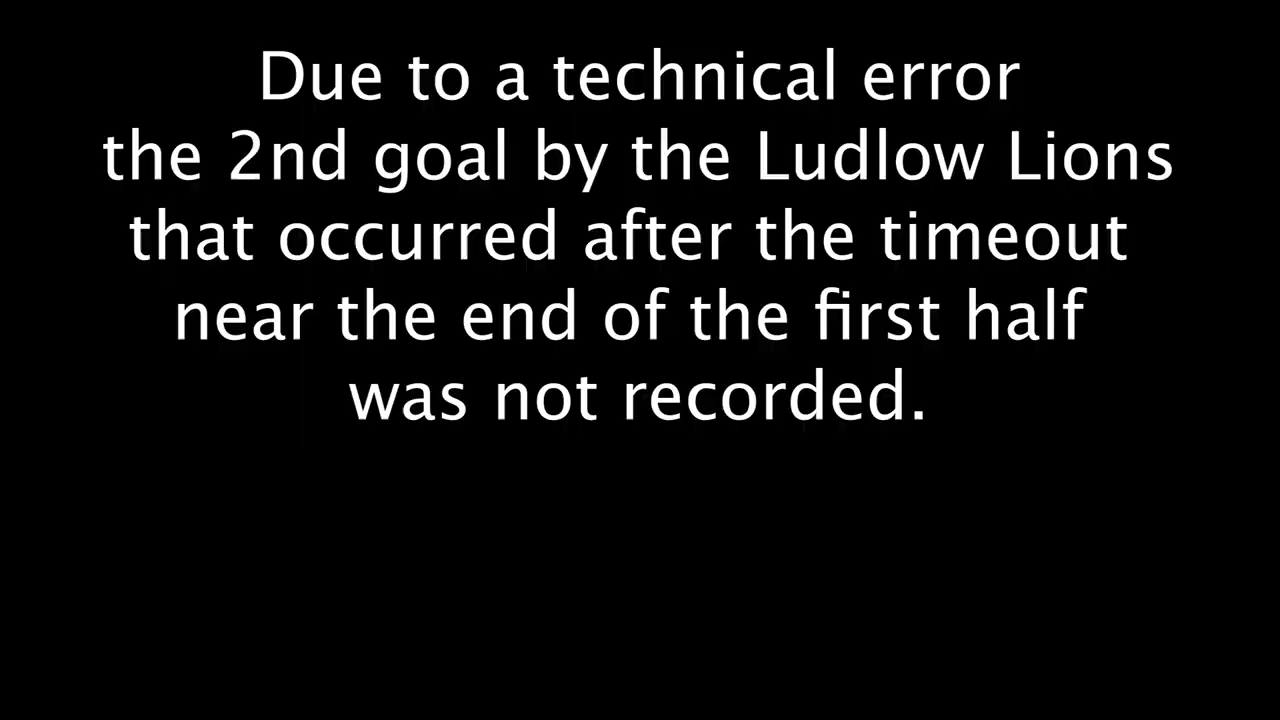 Due to a technical error
the 2nd goal by the Ludlow Lions
that occurred after the timeout
near the end of the first half
was not recorded.